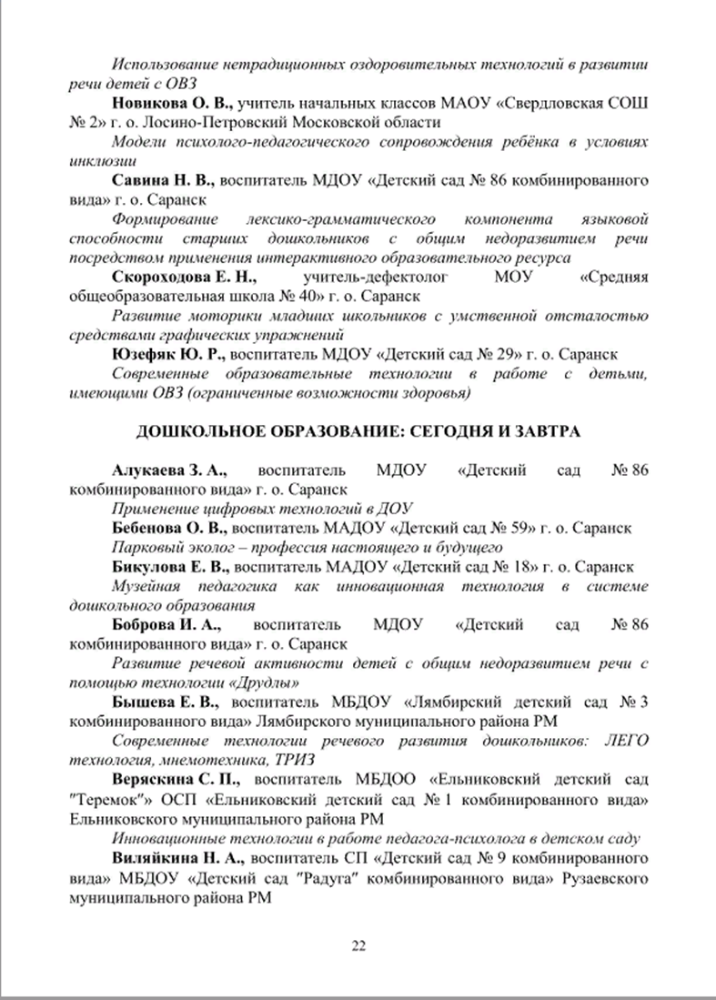 Использование нетрадиционных оздоровительных технологий в развитии
речи детей с ОВЗ
Новикова О. В., учитель начальных классов МАОУ «Свердловская СОШ
№ 2» г. о. Лосино-Петровский Московской области
Модели психолого-педагогического сопровождения ребёнка в условиях
инклюзии
Савина Н. В., воспитатель МДОУ «Детский сад № 86 комбинированного
вида» г. о. Саранск
Формирование лексико-грамматического компонента языковой
способности старших дошкольников с общим недоразвитием речи
посредством применения интерактивного образовательного ресурса
Скороходова Е. Н., учитель-дефектолог МОУ «Средняя
общеобразовательная школа № 40» г. о. Саранск
Развитие моторики младших школьников с умственной отсталостью
средствами графических упражнений
Юзефяк Ю. Р., воспитатель МДОУ «Детский сад № 29» г. о. Саранск
Современные образовательные технологии в работе с детьми,
имеющими ОВЗ (ограниченные возможности здоровья)
ДОШКОЛЬНОЕ ОБРАЗОВАНИЕ: СЕГОДНЯ И ЗАВТРА
Алукаева З. А., воспитатель МДОУ «Детский сад № 86
комбинированного вида» г. о. Саранск
Применение цифровых технологий в ДОУ
Бебенова О. В., воспитатель МАДОУ «Детский сад № 59» г. о. Саранск
Парковый эколог – профессия настоящего и будущего
Бикулова Е. В., воспитатель МАДОУ «Детский сад № 18» г. о. Саранск
Музейная педагогика как инновационная технология в системе
дошкольного образования
Боброва И. А., воспитатель МДОУ «Детский сад № 86
комбинированного вида» г. о. Саранск
Развитие речевой активности детей с общим недоразвитием речи с
помощью технологии «Друдлы»
Бышева Е. В., воспитатель МБДОУ «Лямбирский детский сад № 3
комбинированного вида» Лямбирского муниципального района РМ
Современные технологии речевого развития дошкольников: ЛЕГО
технология, мнемотехника, ТРИЗ
Веряскина С. П., воспитатель МБДОО «Ельниковский детский сад
"Теремок"» ОСП «Ельниковский детский сад № 1 комбинированного вида»
Ельниковского муниципального района РМ
Инновационные технологии в работе педагога-психолога в детском саду
Виляйкина Н. А., воспитатель СП «Детский сад № 9 комбинированного
вида» МБДОУ «Детский сад "Радуга" комбинированного вида» Рузаевского
муниципального района РМ
22